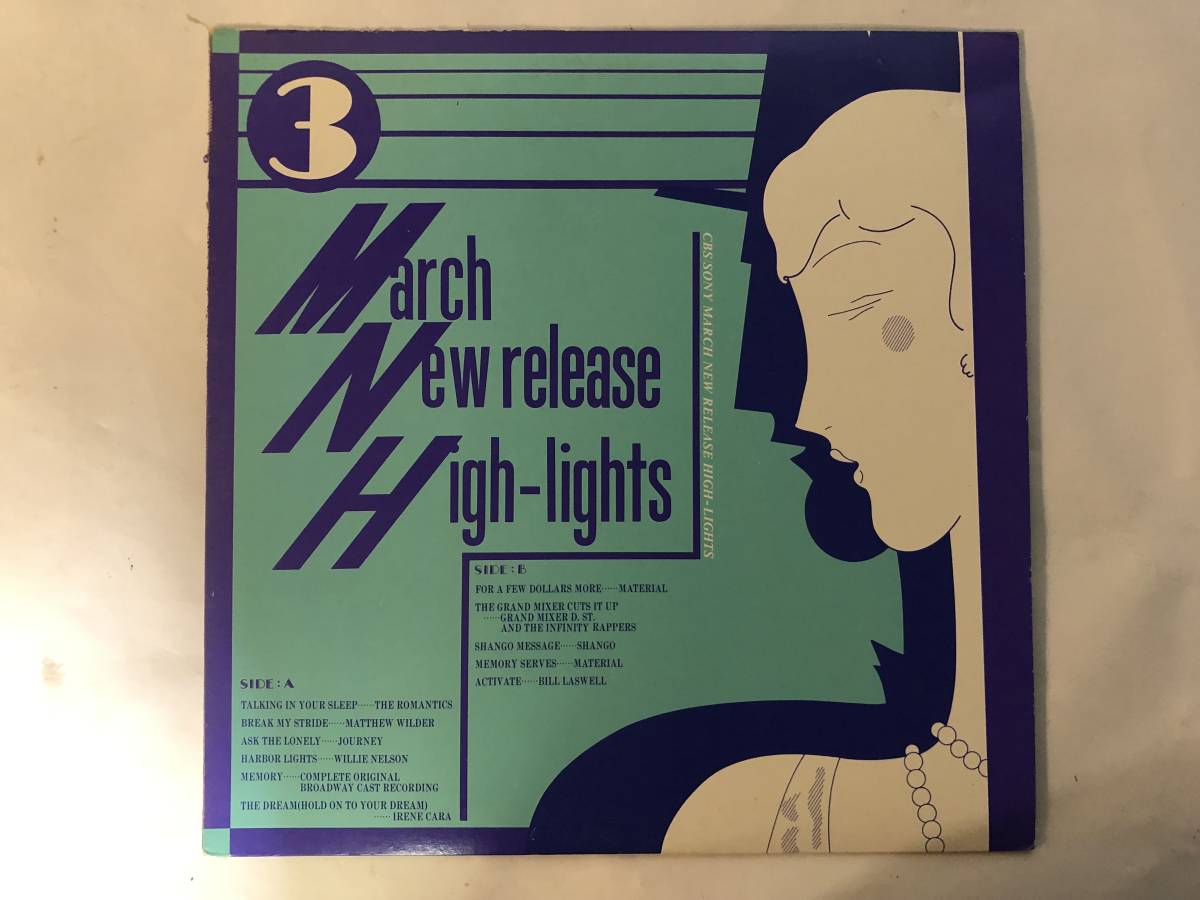 3
March
New release
High-lights
CBS/SONY MARCH NEW RELEASE HIGH-LIGHTS
SIDE:A
TALKING IN YOUR SLEEP······THE ROMANTICS
BREAK MY STRIDE······MATTHEW WILDER
ASK THE LONELY······JOURNEY
HARBOR LIGHTS·····WILLIE NELSON
MEMORY······COMPLETE ORIGINAL
BROADWAY CAST RECORDING
THE DREAM(HOLD ON TO YOUR DREAM)
······IRENE CARA
SIDE:B
FOR A FEW DOLLARS MORE······MATERIAL
THE GRAND MIXER CUTS IT UP
······GRAND MIXER D. ST.
AND THE INFINITY RAPPERS
SHANGO MESSAGE······SHANGO
MEMORY SERVES······MATERIAL
ACTIVATE······BILL LASWELL